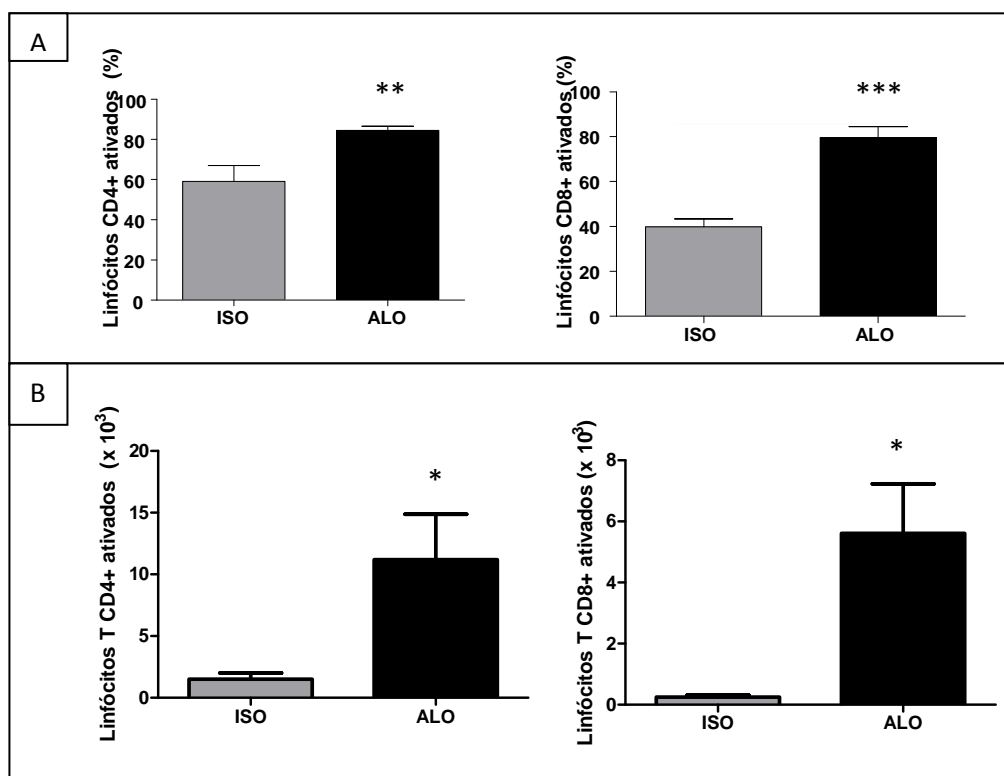 A
Linfócitos CD4+ ativados (%)
100
80
60
40
20
0
**
ISO
ALO
Linfócitos CD8+ ativados (%)
100
80
60
40
20
0
***
ISO
ALO
B
Linfócitos T CD4+ ativados (x 10³)
20
15
10
5
0
*
ISO
ALO
Linfócitos T CD8+ ativados (x 10³)
8
6
4
2
0
*
ISO
ALO